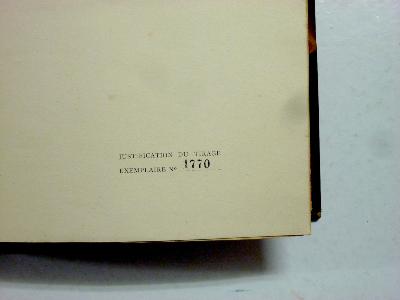 JUSTIFICATION DU TIRAGE
EXEMPLAIRE Nº 1770